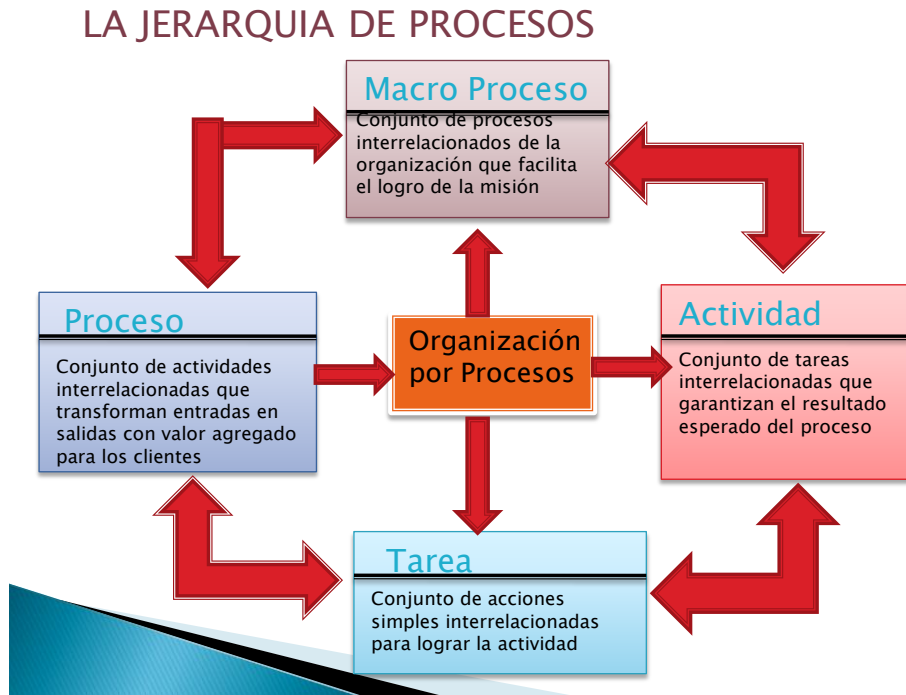 LA JERARQUIA DE PROCESOS
Macro Proceso
Conjunto de procesos
interrelacionados de la
organización que facilita
el logro de la misión
Proceso
Conjunto de actividades
interrelacionadas que
transforman entradas en
salidas con valor agregado
para los clientes
Organización
por Procesos
Actividad
Conjunto de tareas
interrelacionadas que
garantizan el resultado
esperado del proceso
Tarea
Conjunto de acciones
simples interrelacionadas
para lograr la actividad